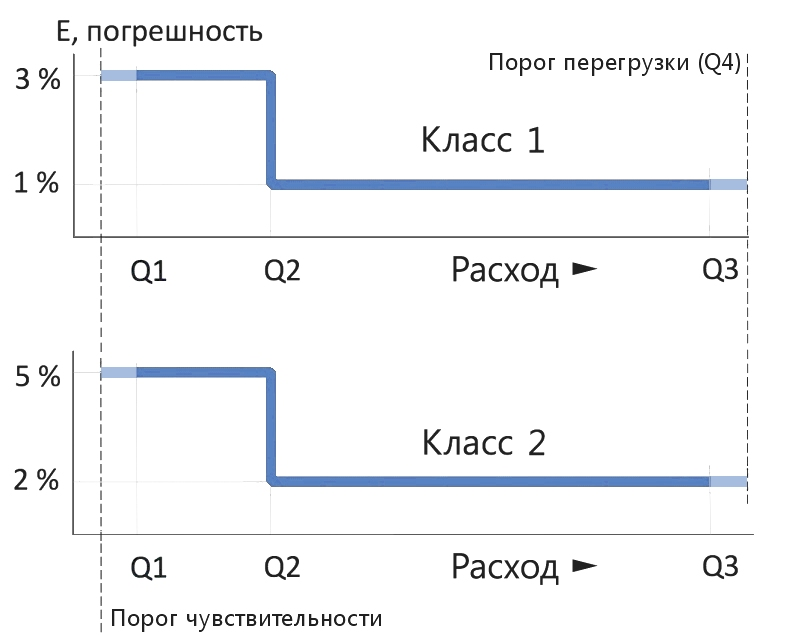 E, погрешность
Порог перегрузки (Q4)
3 %
Класс 1
1 %
Q1 Q2 Расход ► Q3
5 %
Класс 2
2 %
Q1 Q2 Расход ► Q3
Порог чувствительности